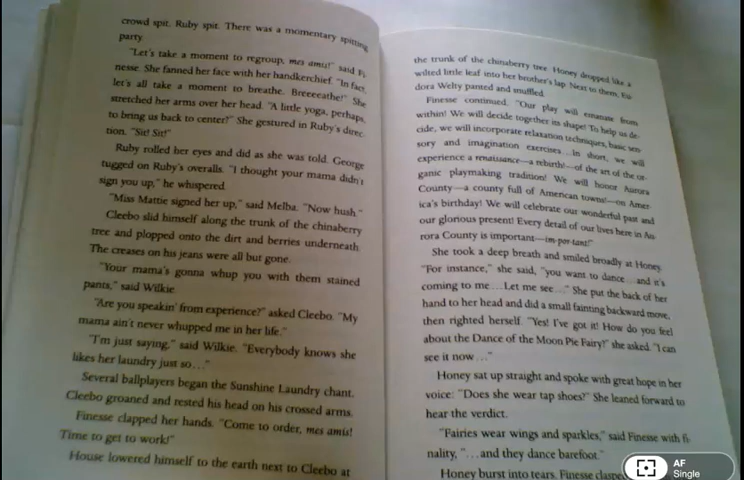 crowd spit. Ruby spit. There was a momentary spitting
party.
"Let's take a moment to regroup, mes amis!" said Fi-
nesse. She fanned her face with her handkerchief. "In fact,
let's all take a moment to breathe. Breeeeathe!" She
stretched her arms over her head. "A little yoga, perhaps,
to bring us back to center?" She gestured in Ruby's direc-
tion. "Sit! Sit!"
Ruby rolled her eyes and did as she was told. George
tugged on Ruby's overalls. "I thought your mama didn't
sign you up," he whispered.
"Miss Mattie signed her up," said Melba. "Now hush."
Cleebo slid himself along the trunk of the chinaberry
tree and plopped onto the dirt and berries underneath.
The creases on his jeans were all but gone.
"Your mama's gonna whup you with them stained
pants," said Wilkie.
"Are you speakin' from experience?" asked Cleebo. "My
mama ain't never whupped me in her life."
"I'm just saying," said Wilkie. "Everybody knows she
likes her laundry just so..."
Several ballplayers began the Sunshine Laundry chant.
Cleebo groaned and rested his head on his crossed arms.
Finesse clapped her hands. "Come to order, mes amis!
Time to get to work!"
House lowered himself to the earth next to Cleebo at
the trunk of the chinaberry tree. Honey dropped like a
wilted little leaf into her brother's lap. Next to them, Eu-
dora Welty panted and snuffled.
Finesse continued. "Our play will emanate from
within! We will decide together its shape! To help us de-
cide, we will incorporate relaxation techniques, basic sen-
sory and imagination exercises...In short, we will
experience a renaissance—a rebirth!—of the art of the or-
ganic playmaking tradition! We will honor Aurora
County—a county full of American towns!—on Amer-
ica's birthday! We will celebrate our wonderful past and
our glorious present! Every detail of our lives here in Au-
rora County is important—im-por-tant!"
She took a deep breath and smiled broadly at Honey.
"For instance," she said, "you want to dance...and it's
coming to me...Let me see..." She put the back of her
hand to her head and did a small fainting backward move,
then righted herself. "Yes! I've got it! How do you feel
about the Dance of the Moon Pie Fairy?" she asked. "I can
see it now..."
Honey sat up straight and spoke with great hope in her
voice: "Does she wear tap shoes?" She leaned forward to
hear the verdict.
"Fairies wear wings and sparkles," said Finesse with fi-
nality, "...and they dance barefoot."
Honey burst into tears. Finesse clasped
AF
Single